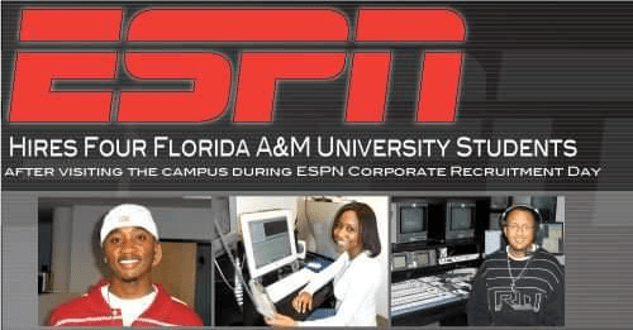 ESPN
HIRES FOUR FLORIDA A&M UNIVERSITY STUDENTS
AFTER VISITING THE CAMPUS DURING ESPN CORPORATE RECRUITMENT DAY